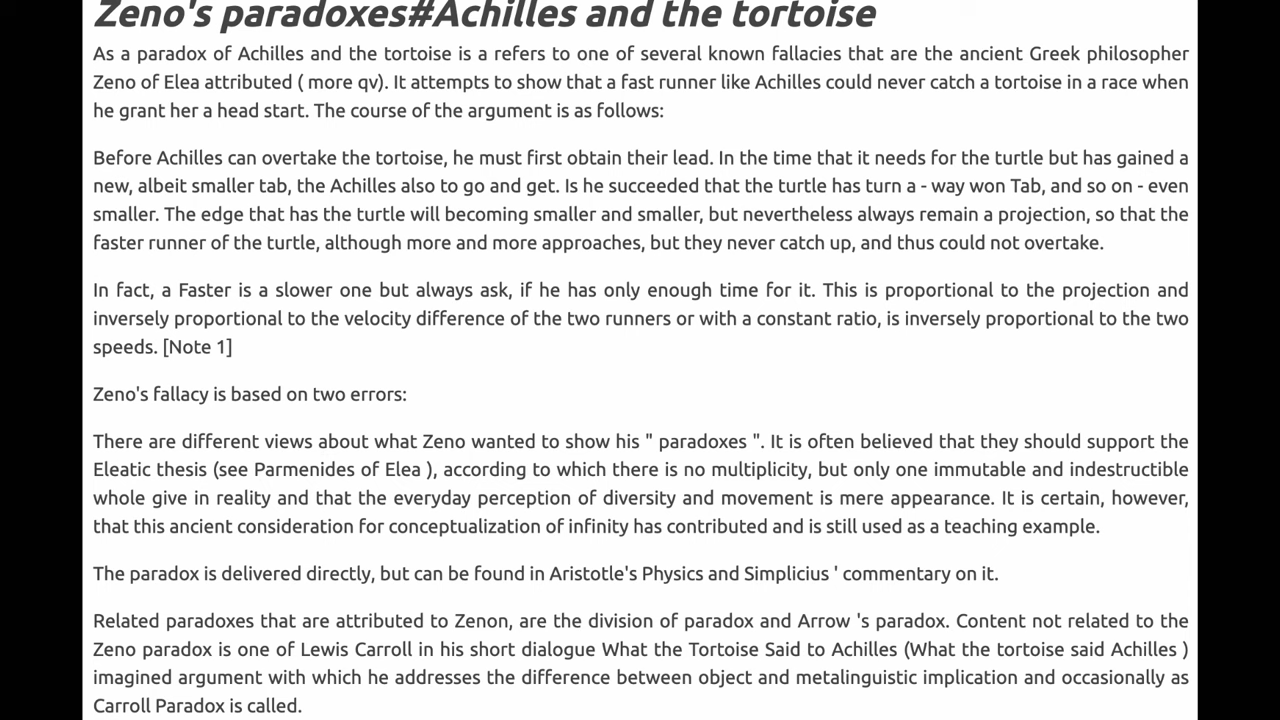 Zeno's paradoxes#Achilles and the tortoise
As a paradox of Achilles and the tortoise is a refers to one of several known fallacies that are the ancient Greek philosopher
Zeno of Elea attributed ( more qv). It attempts to show that a fast runner like Achilles could never catch a tortoise in a race when
he grant her a head start. The course of the argument is as follows:
Before Achilles can overtake the tortoise, he must first obtain their lead. In the time that it needs for the turtle but has gained a
new, albeit smaller tab, the Achilles also to go and get. Is he succeeded that the turtle has turn a - way won Tab, and so on - even
smaller. The edge that has the turtle will becoming smaller and smaller, but nevertheless always remain a projection, so that the
faster runner of the turtle, although more and more approaches, but they never catch up, and thus could not overtake.
In fact, a Faster is a slower one but always ask, if he has only enough time for it. This is proportional to the projection and
inversely proportional to the velocity difference of the two runners or with a constant ratio, is inversely proportional to the two
speeds. [Note 1]
Zeno's fallacy is based on two errors:
There are different views about what Zeno wanted to show his " paradoxes ". It is often believed that they should support the
Eleatic thesis (see Parmenides of Elea ), according to which there is no multiplicity, but only one immutable and indestructible
whole give in reality and that the everyday perception of diversity and movement is mere appearance. It is certain, however,
that this ancient consideration for conceptualization of infinity has contributed and is still used as a teaching example.
The paradox is delivered directly, but can be found in Aristotle's Physics and Simplicius ' commentary on it.
Related paradoxes that are attributed to Zenon, are the division of paradox and Arrow 's paradox. Content not related to the
Zeno paradox is one of Lewis Carroll in his short dialogue What the Tortoise Said to Achilles (What the tortoise said Achilles )
imagined argument with which he addresses the difference between object and metalinguistic implication and occasionally as
Carroll Paradox is called.